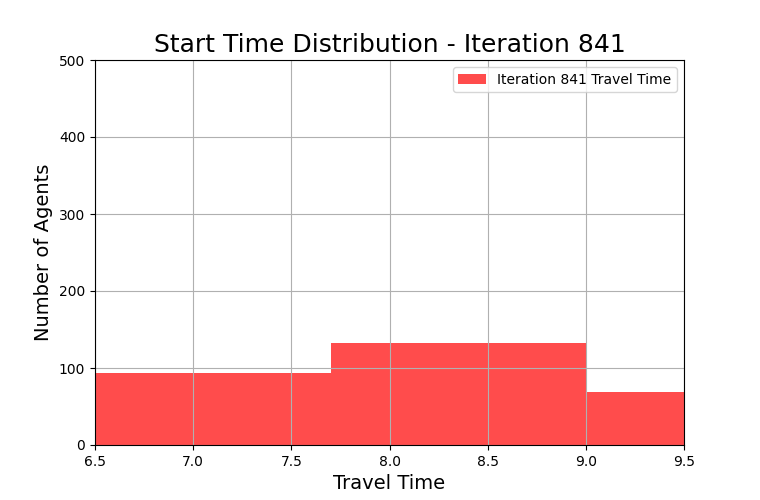 Start Time Distribution - Iteration 841
Iteration 841 Travel Time
500
400
300
200
100
0
Number of Agents
6.5 7.0 7.5 8.0 8.5 9.0 9.5
Travel Time